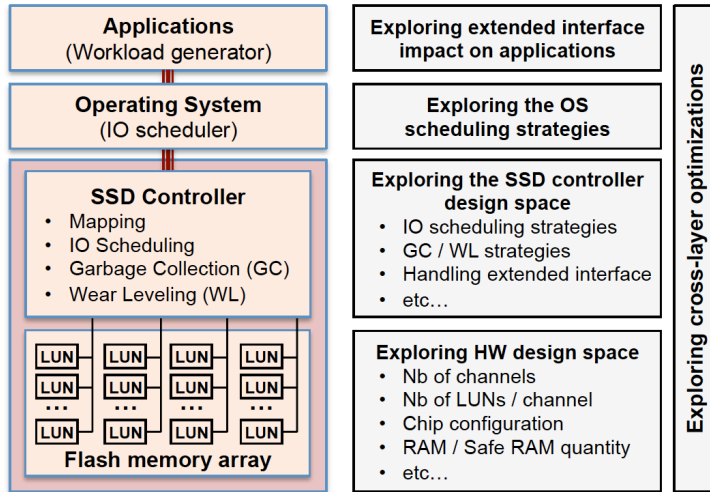 Applications
(Workload generator)
Operating System
(IO scheduler)
SSD Controller
• Mapping
• IO Scheduling
• Garbage Collection (GC)
• Wear Leveling (WL)
LUN LUN LUN LUN
LUN LUN LUN LUN
... ... ... ...
LUN LUN LUN LUN
Flash memory array
Exploring extended interface
impact on applications
Exploring the OS
scheduling strategies
Exploring the SSD controller
design space
• IO scheduling strategies
• GC / WL strategies
• Handling extended interface
• etc…
Exploring HW design space
• Nb of channels
• Nb of LUNs / channel
• Chip configuration
• RAM / Safe RAM quantity
• etc…
Exploring cross-layer optimizations